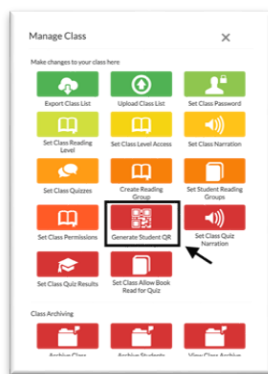 Manage Class
Make changes to your class here
Export Class List
Upload Class List
Set Class Password
Set Class Reading
Level
Set Class Level Access
Set Class Narration
Set Class Quizzes
Create Reading
Group
Set Student Reading
Groups
Set Class Permissions
Generate Student QR
Set Class Quiz
Narration
Set Class Quiz Results
Set Class Allow Book
Read for Quiz
Class Archiving
Archive Class
Archive Students
View Class Archive